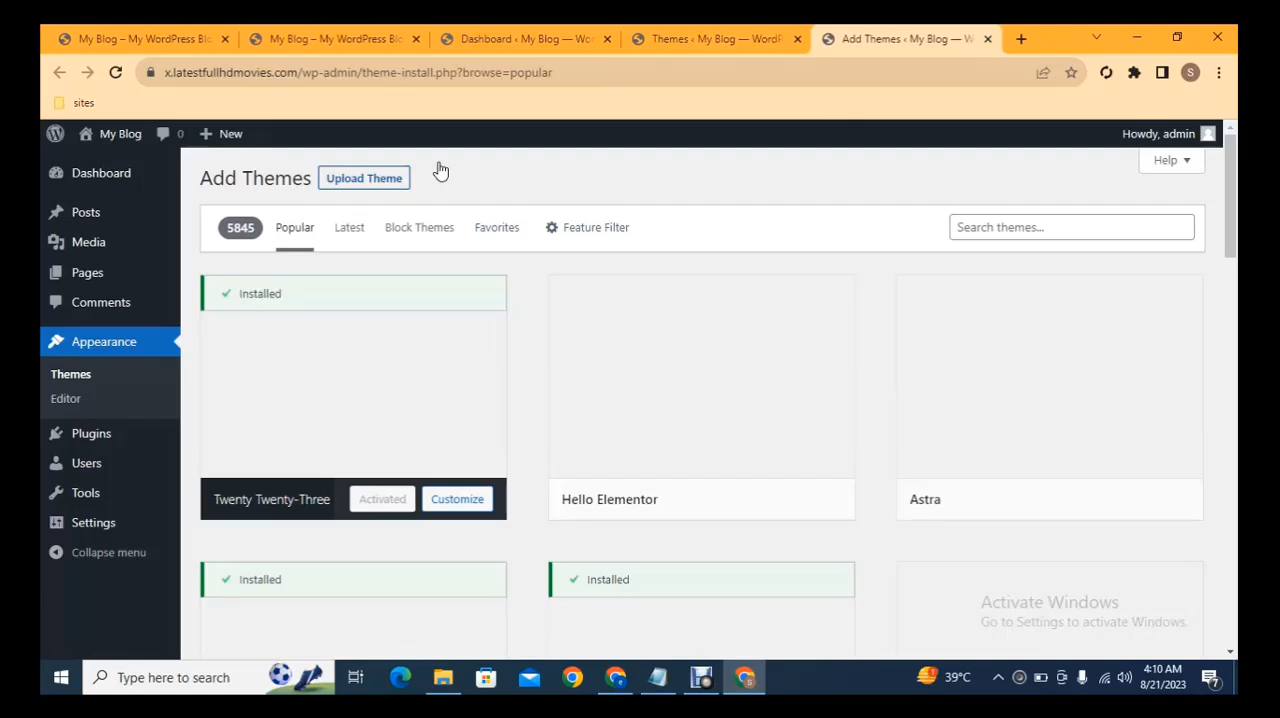 My Blog – My WordPress Blo
My Blog – My WordPress Blo
Dashboard ‹ My Blog — Wor
Themes ‹ My Blog — WordP
Add Themes ‹ My Blog — W
x.latestfullhdmovies.com/wp-admin/theme-install.php?browse=popular
S
sites
My Blog
0
New
Howdy, admin
Dashboard
Posts
Media
Pages
Comments
Appearance
Themes
Editor
Plugins
Users
Tools
Settings
Collapse menu
Add Themes
Upload Theme
Help
5845
Popular
Latest
Block Themes
Favorites
Feature Filter
Search themes...
Installed
Twenty Twenty-Three
Activated
Customize
Hello Elementor
Astra
Installed
Installed
Activate Windows
Go to Settings to activate Windows.
Type here to search
39°C
4:10 AM
8/21/2023
7